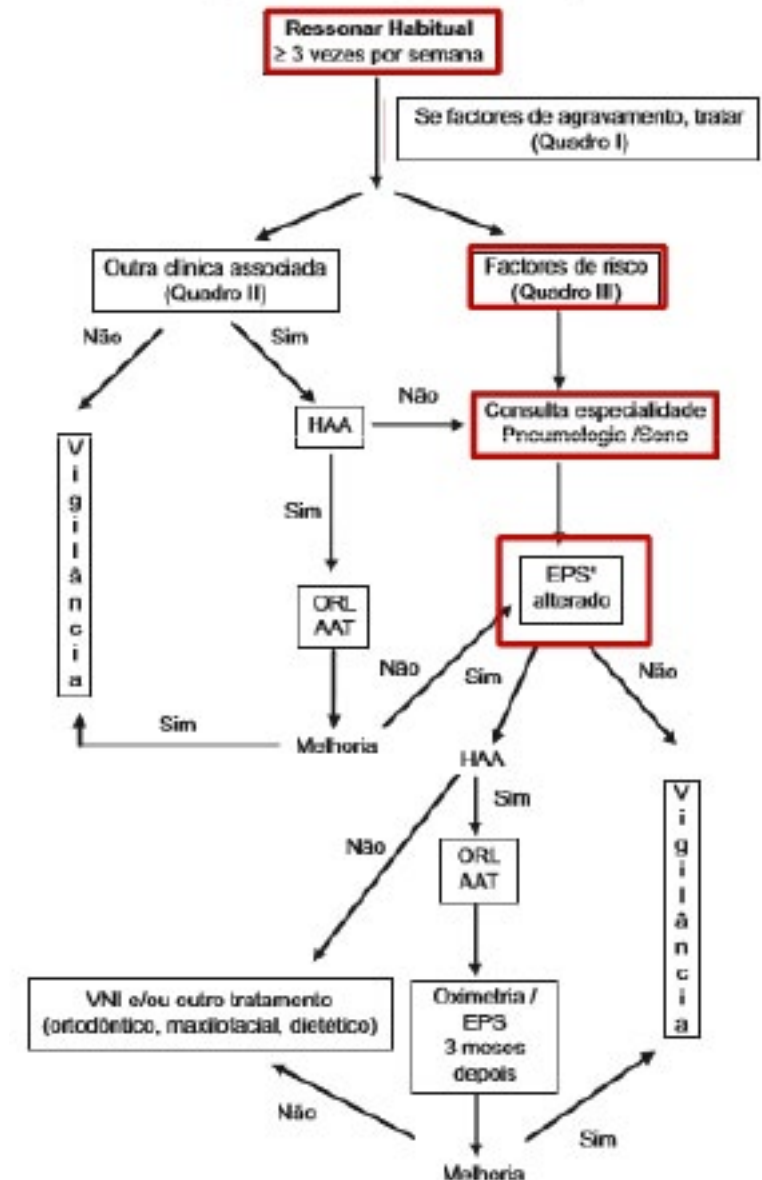 Ressonar Habitual
≥ 3 vezes por semana
Se factores de agravamento, tratar
(Quadro I)
Outra clínica associada
(Quadro II)
Factores de risco
(Quadro III)
Não
Sim
HAA
Não
Consulta especialidade
Pneumologia /Sono
Vigilância
Sim
EPS*
alterado
ORL
AAT
Não
Sim
Não
Sim
Melhoria
HAA
Sim
Vigilância
Não
ORL
AAT
VNI e/ou outro tratamento
(ortodôntico, maxilofacial, dietético)
Oximetria /
EPS
3 meses
depois
Não
Sim
Melhoria